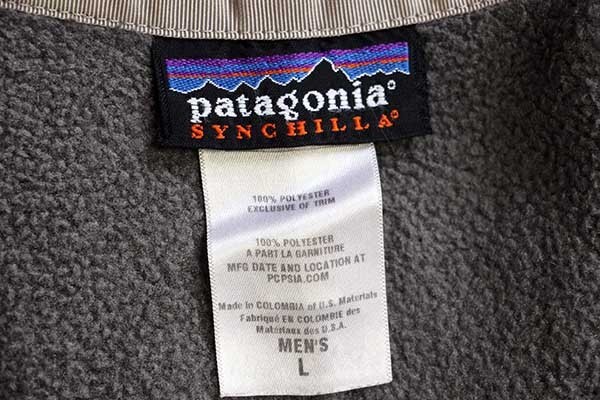 patagonia®
SYNCHILLA®
100% POLYESTER
EXCLUSIVE OF TRIM
100% POLYESTER
A PART LA GARNITURE
MFG DATE AND LOCATION AT
PCPSIA.COM
Made in COLOMBIA of U.S. Materials
Fabriqué EN COLOMBIE des
Matériaux des U.S.A.
MEN'S
L